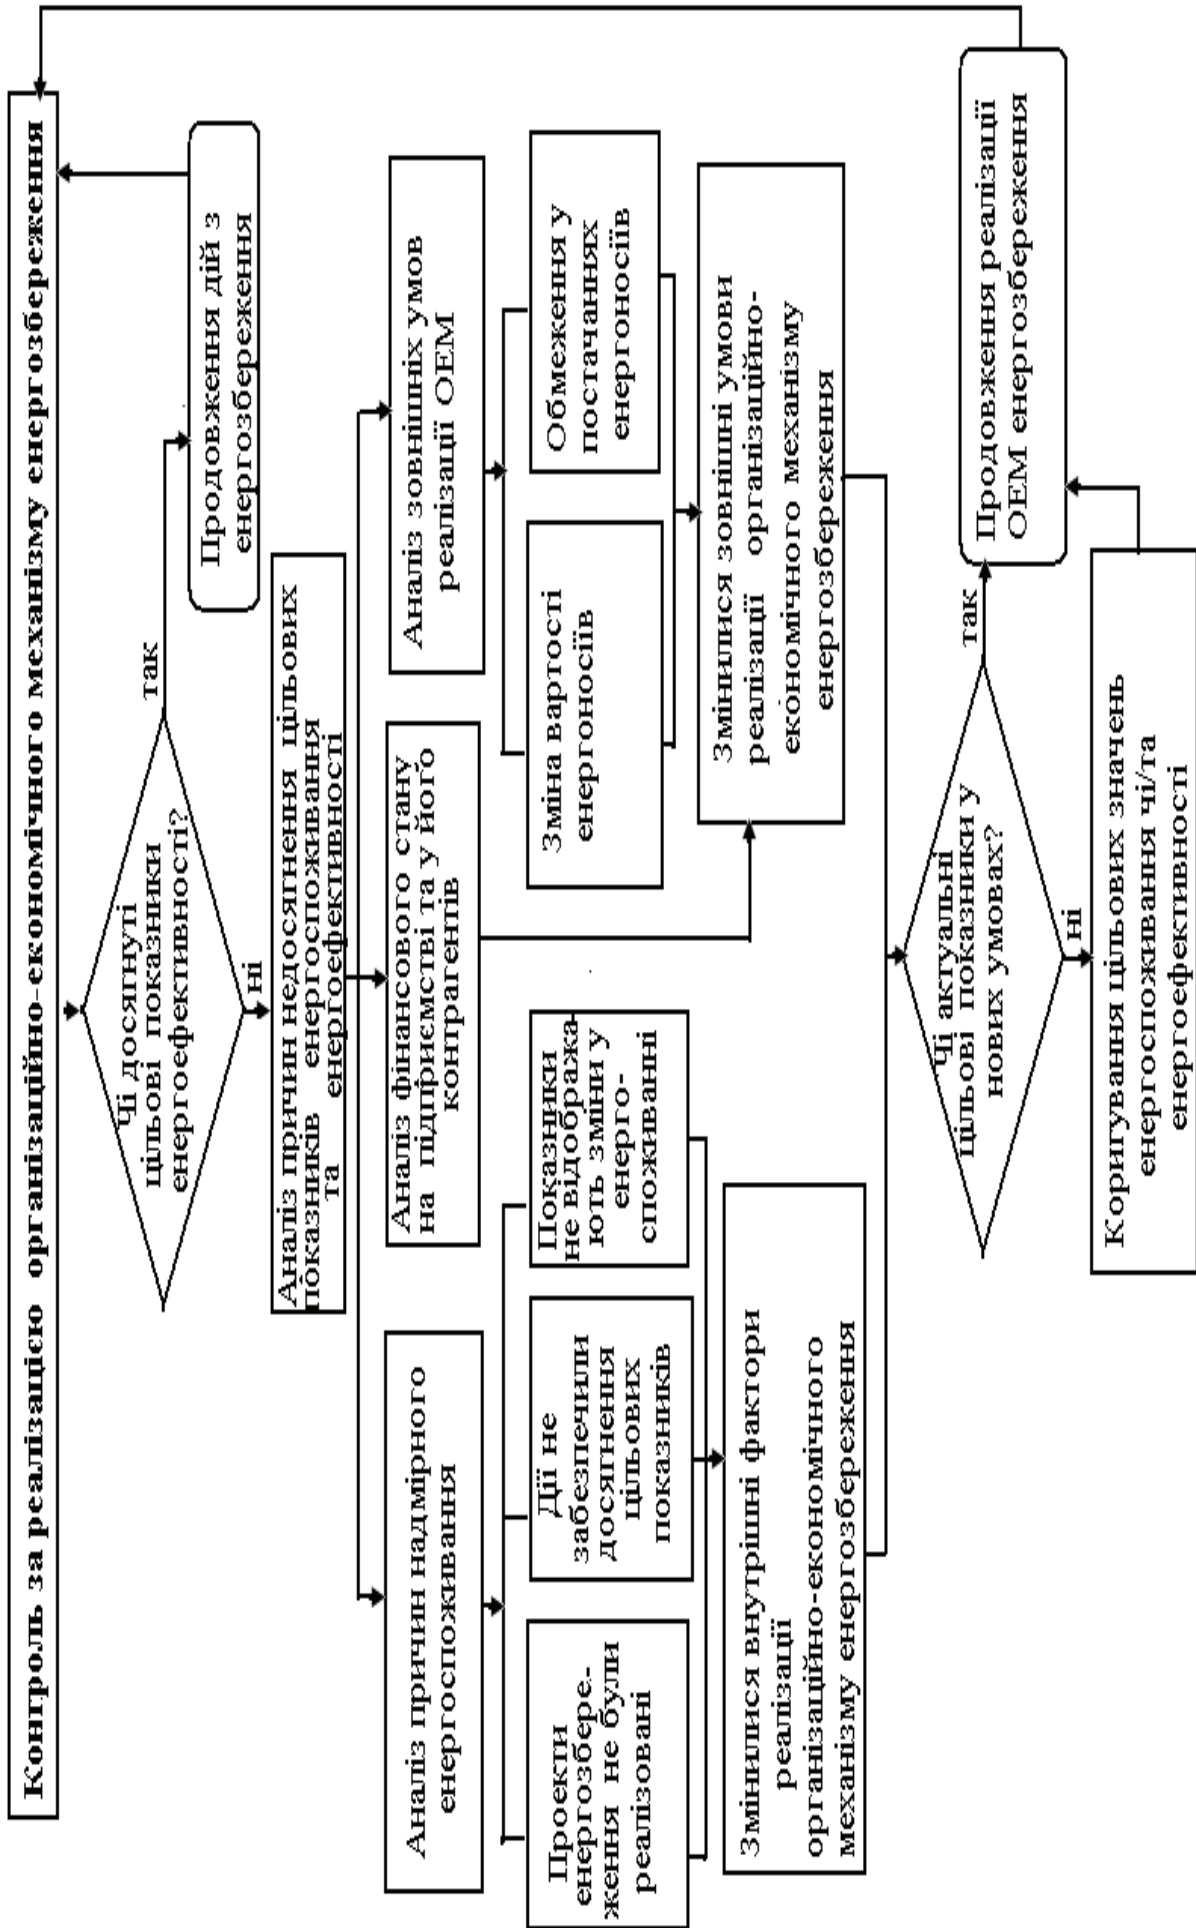 Контроль за реалізацією організаційно-економічного механізму енергозбереження
Чі досягнуті
цільові показники
енергоефективності?
так
ні
Продовження дій з
енергозбереження
Аналіз причин недосягнення цільових
показників енергоспоживання
та енергоефективності
Аналіз причин надмірного
енергоспоживання
Аналіз фінансового стану
на підприємстві та у його
контрагентів
Аналіз зовнішніх умов
реалізації ОЕМ
Проекти
енергозбере-
ження не були
реалізовані
Дії не
забезпечили
досягнення
цільових
показників
Показники
не відобража
ють зміни у
енерго-
споживанні
Зміна вартості
енергоносіїв
Обмеження у
постачаннях
енергоносіїв
Змінилися внутрішні фактори
реалізації
організаційно-економічного
механізму енергозбереження
Змінилися зовнішні умови
реалізації організаційно-
економічного механізму
енергозбереження
Чі актуальні
цільові показники у
нових умовах?
так
ні
Продовження реалізації
ОЕМ енергозбереження
Коригування цільових значень
енергоспоживання чі/та
енергоефективності